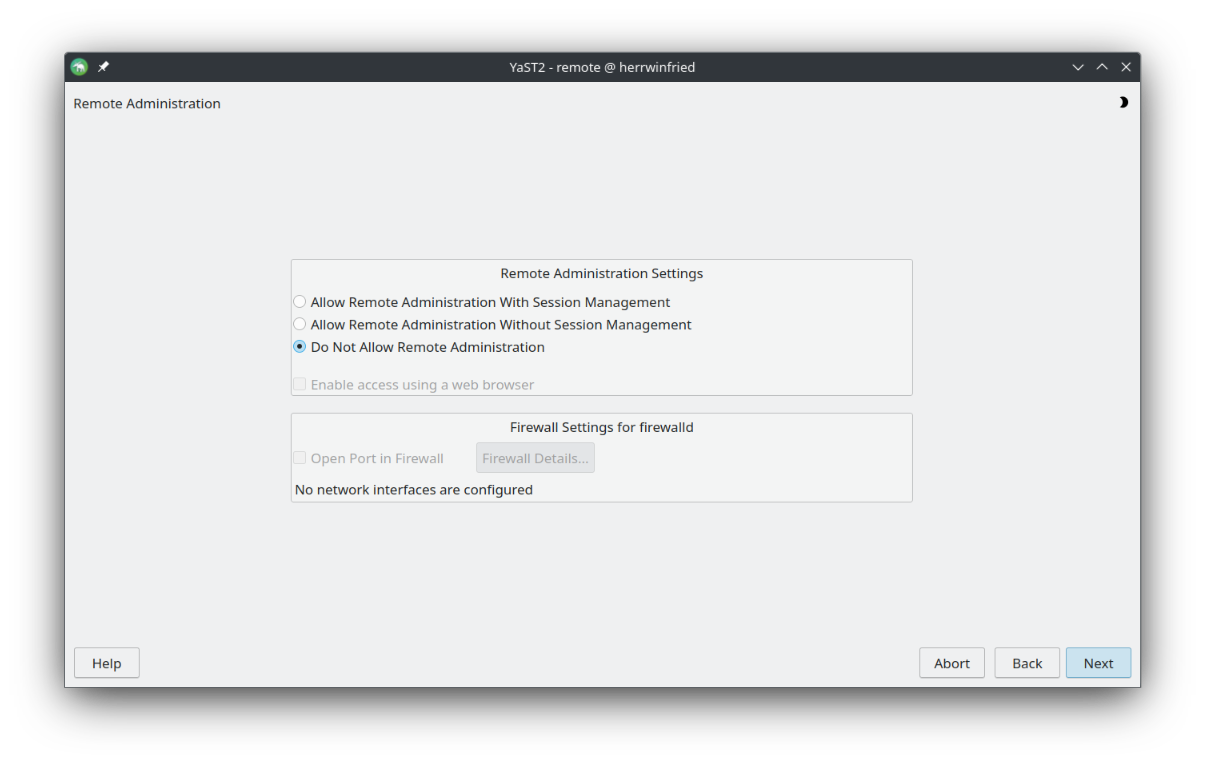 YaST2 - remote @ herrwinfried
Remote Administration
Remote Administration Settings
Allow Remote Administration With Session Management
Allow Remote Administration Without Session Management
Do Not Allow Remote Administration
Enable access using a web browser
Firewall Settings for firewalld
Open Port in Firewall Firewall Details...
No network interfaces are configured
Help Abort Back Next